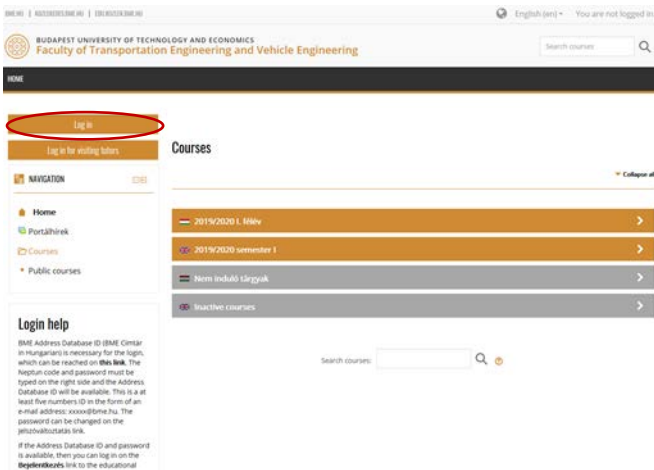 BME.HU | KOZLEKEDES.BME.HU | EDU.KOZLEK.BME.HU
English (en) You are not logged in.
BUDAPEST UNIVERSITY OF TECHNOLOGY AND ECONOMICS
Faculty of Transportation Engineering and Vehicle Engineering
Search courses
HOME
Log in
Log in for visiting tutors
NAVIGATION
Home
Portálhírek
Courses
Public courses
Courses
Collapse all
2019/2020 I. félév
2019/2020 semester I
Nem induló tárgyak
Inactive courses
Search courses:
Login help
BME Address Database ID (BME Címtár
in Hungarian) is necessary for the login,
which can be reached on this link. The
Neptun code and password must be
typed on the right side and the Address
Database ID will be available. This is a at
least five numbers ID in the form of an
e-mail address: xxxxx@bme.hu. The
password can be changed on the
jelszóváltoztatás link.
If the Address Database ID and password
is available, then you can log in on the
Bejelentkezés link to the educational